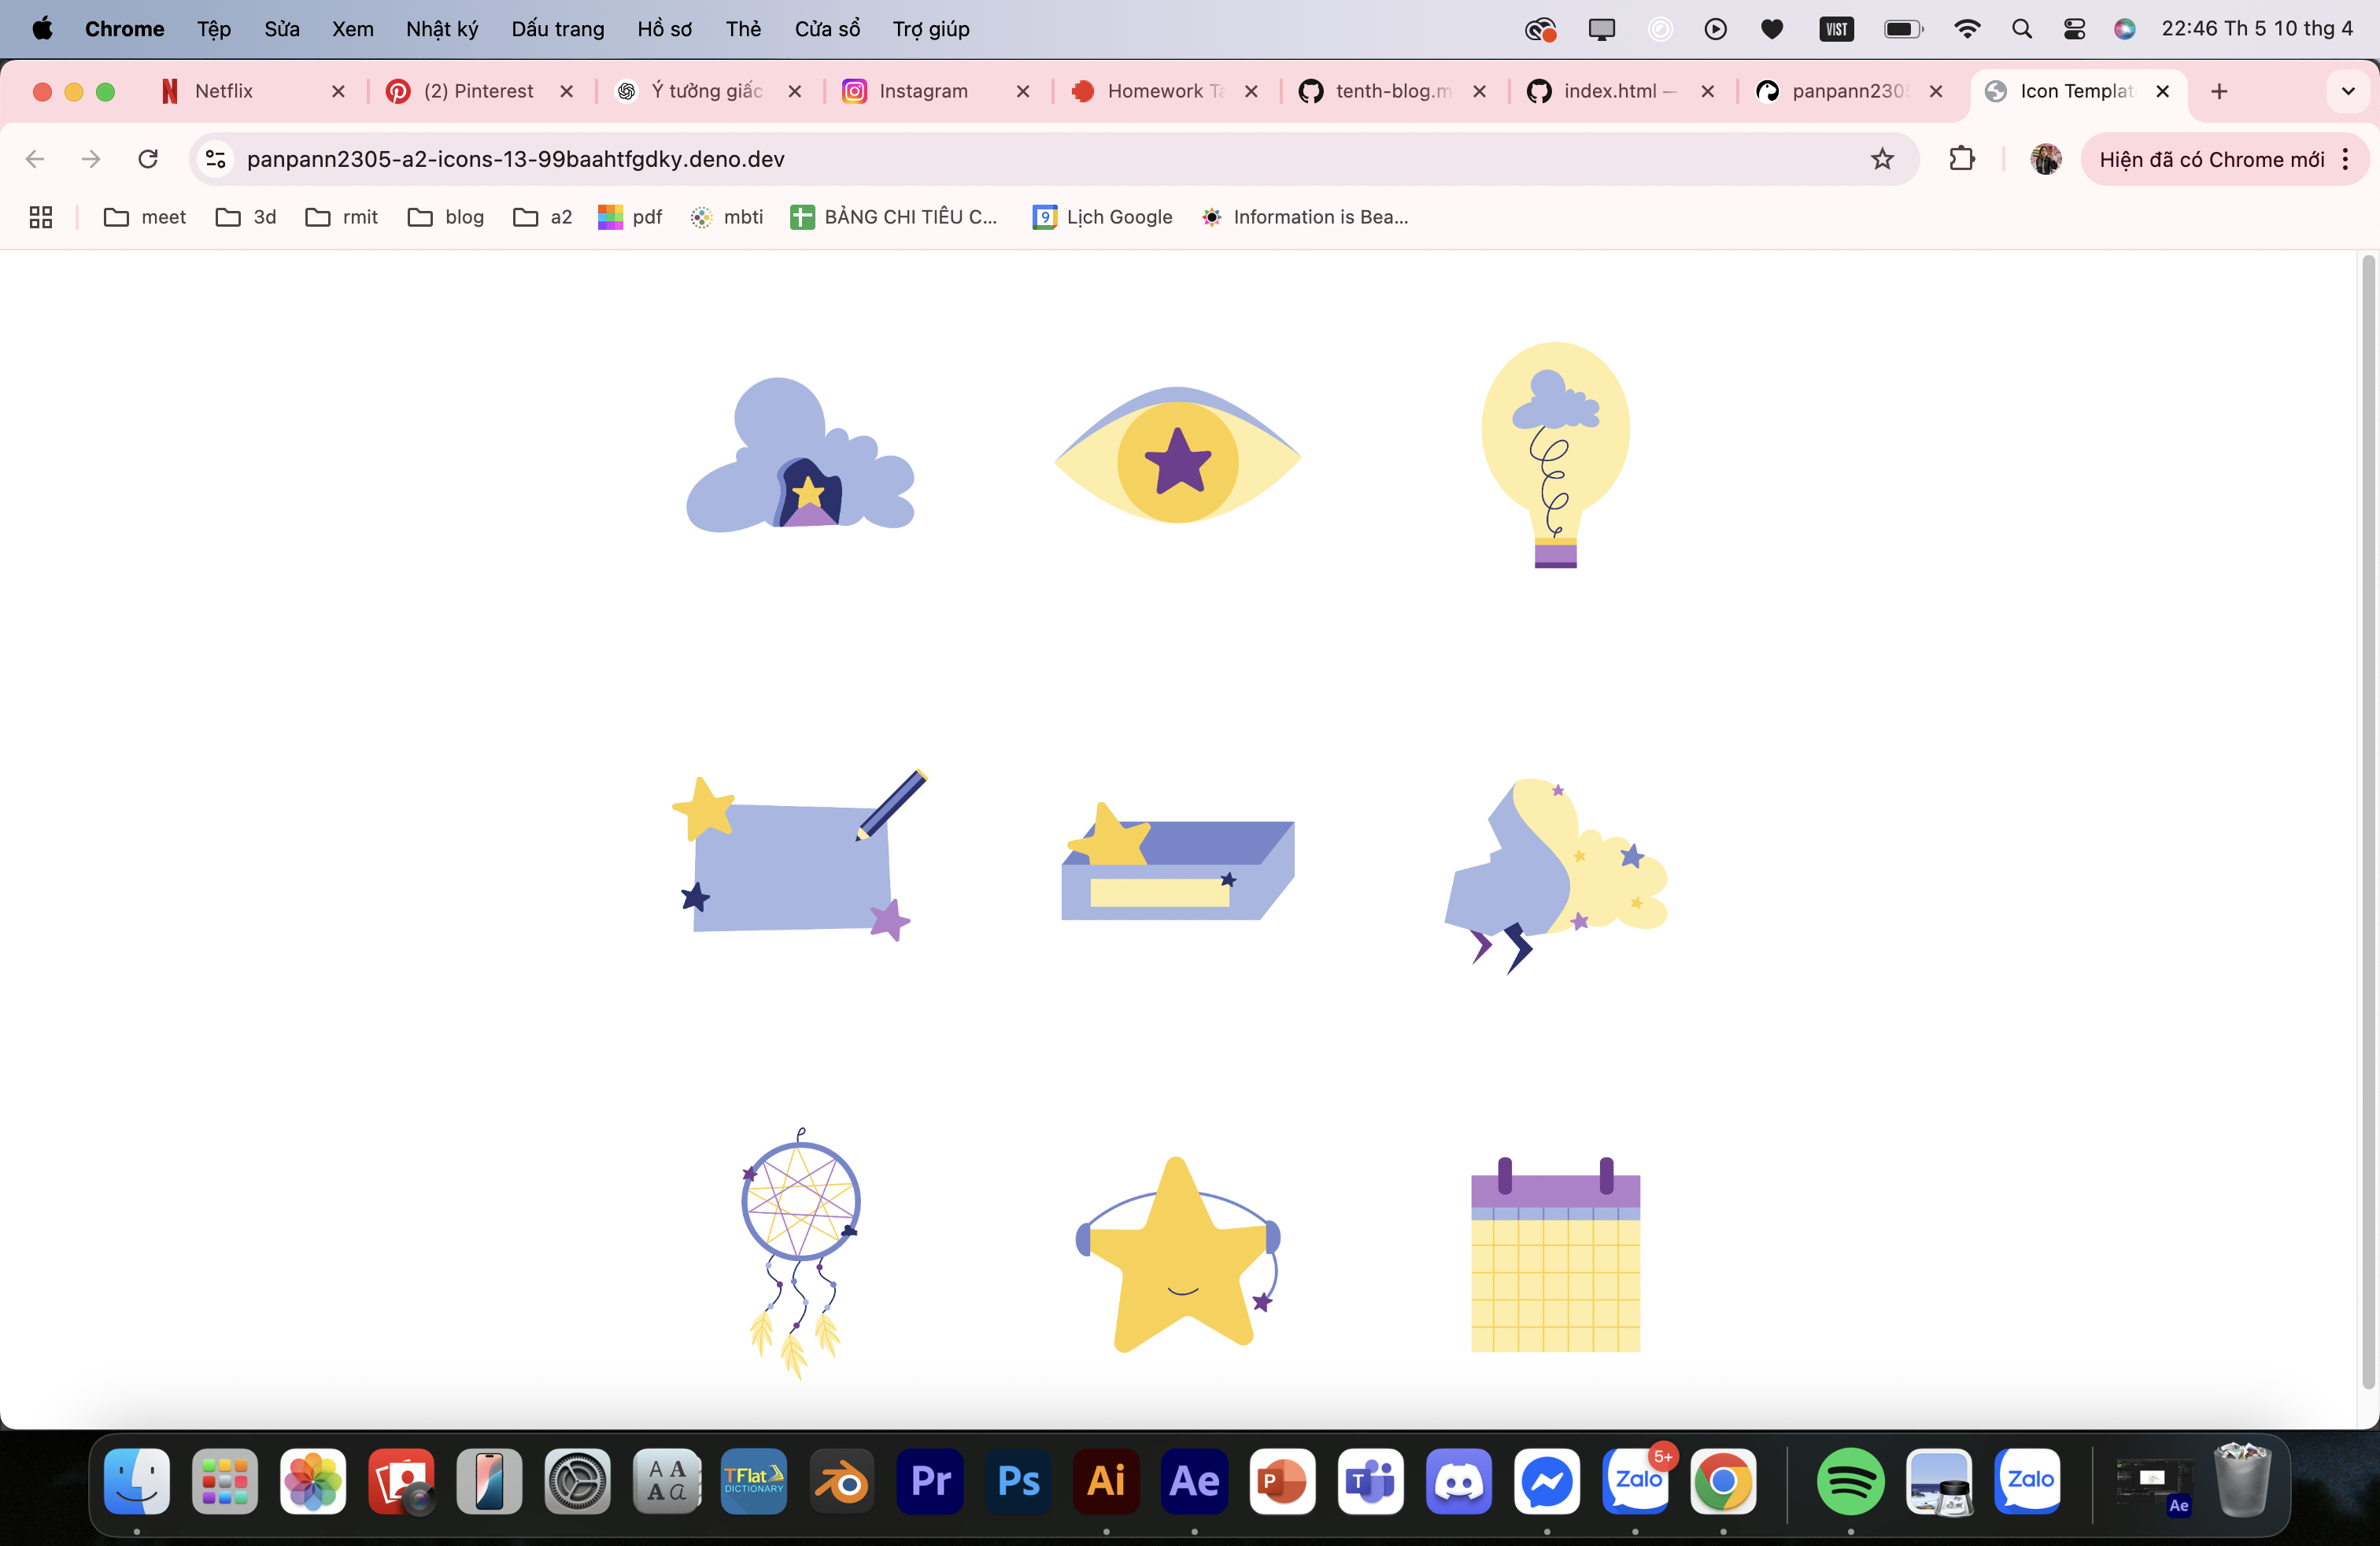 Chrome Tệp Sửa Xem Nhật ký Dấu trang Hồ sơ Thẻ Cửa sổ Trợ giúp VIST 22:46 Th 5 10 thg 4
Netflix (2) Pinterest Ý tưởng giấc Instagram Homework Ta tenth-blog.m index.html — panpann230 Icon Templat
panpann2305-a2-icons-13-99baahtfgdky.deno.dev Hiện đã có Chrome mới
meet 3d rmit blog a2 pdf mbti BẢNG CHI TIÊU C... 9 Lịch Google Information is Bea...
5+
A A TFlat Pr Ps Ai Ae P T Zalo Zalo
A a DICTIONARY
Ae